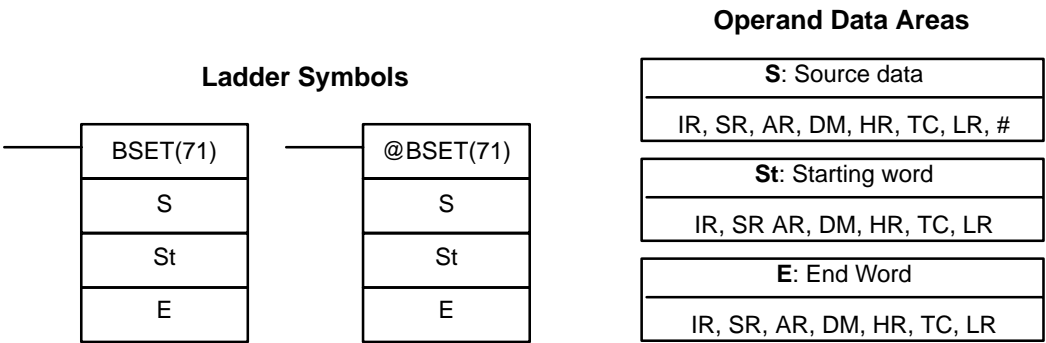 Ladder Symbols
BSET(71)
S
St
E
@BSET(71)
S
St
E
Operand Data Areas
S: Source data
IR, SR, AR, DM, HR, TC, LR, #
St: Starting word
IR, SR AR, DM, HR, TC, LR
E: End Word
IR, SR, AR, DM, HR, TC, LR